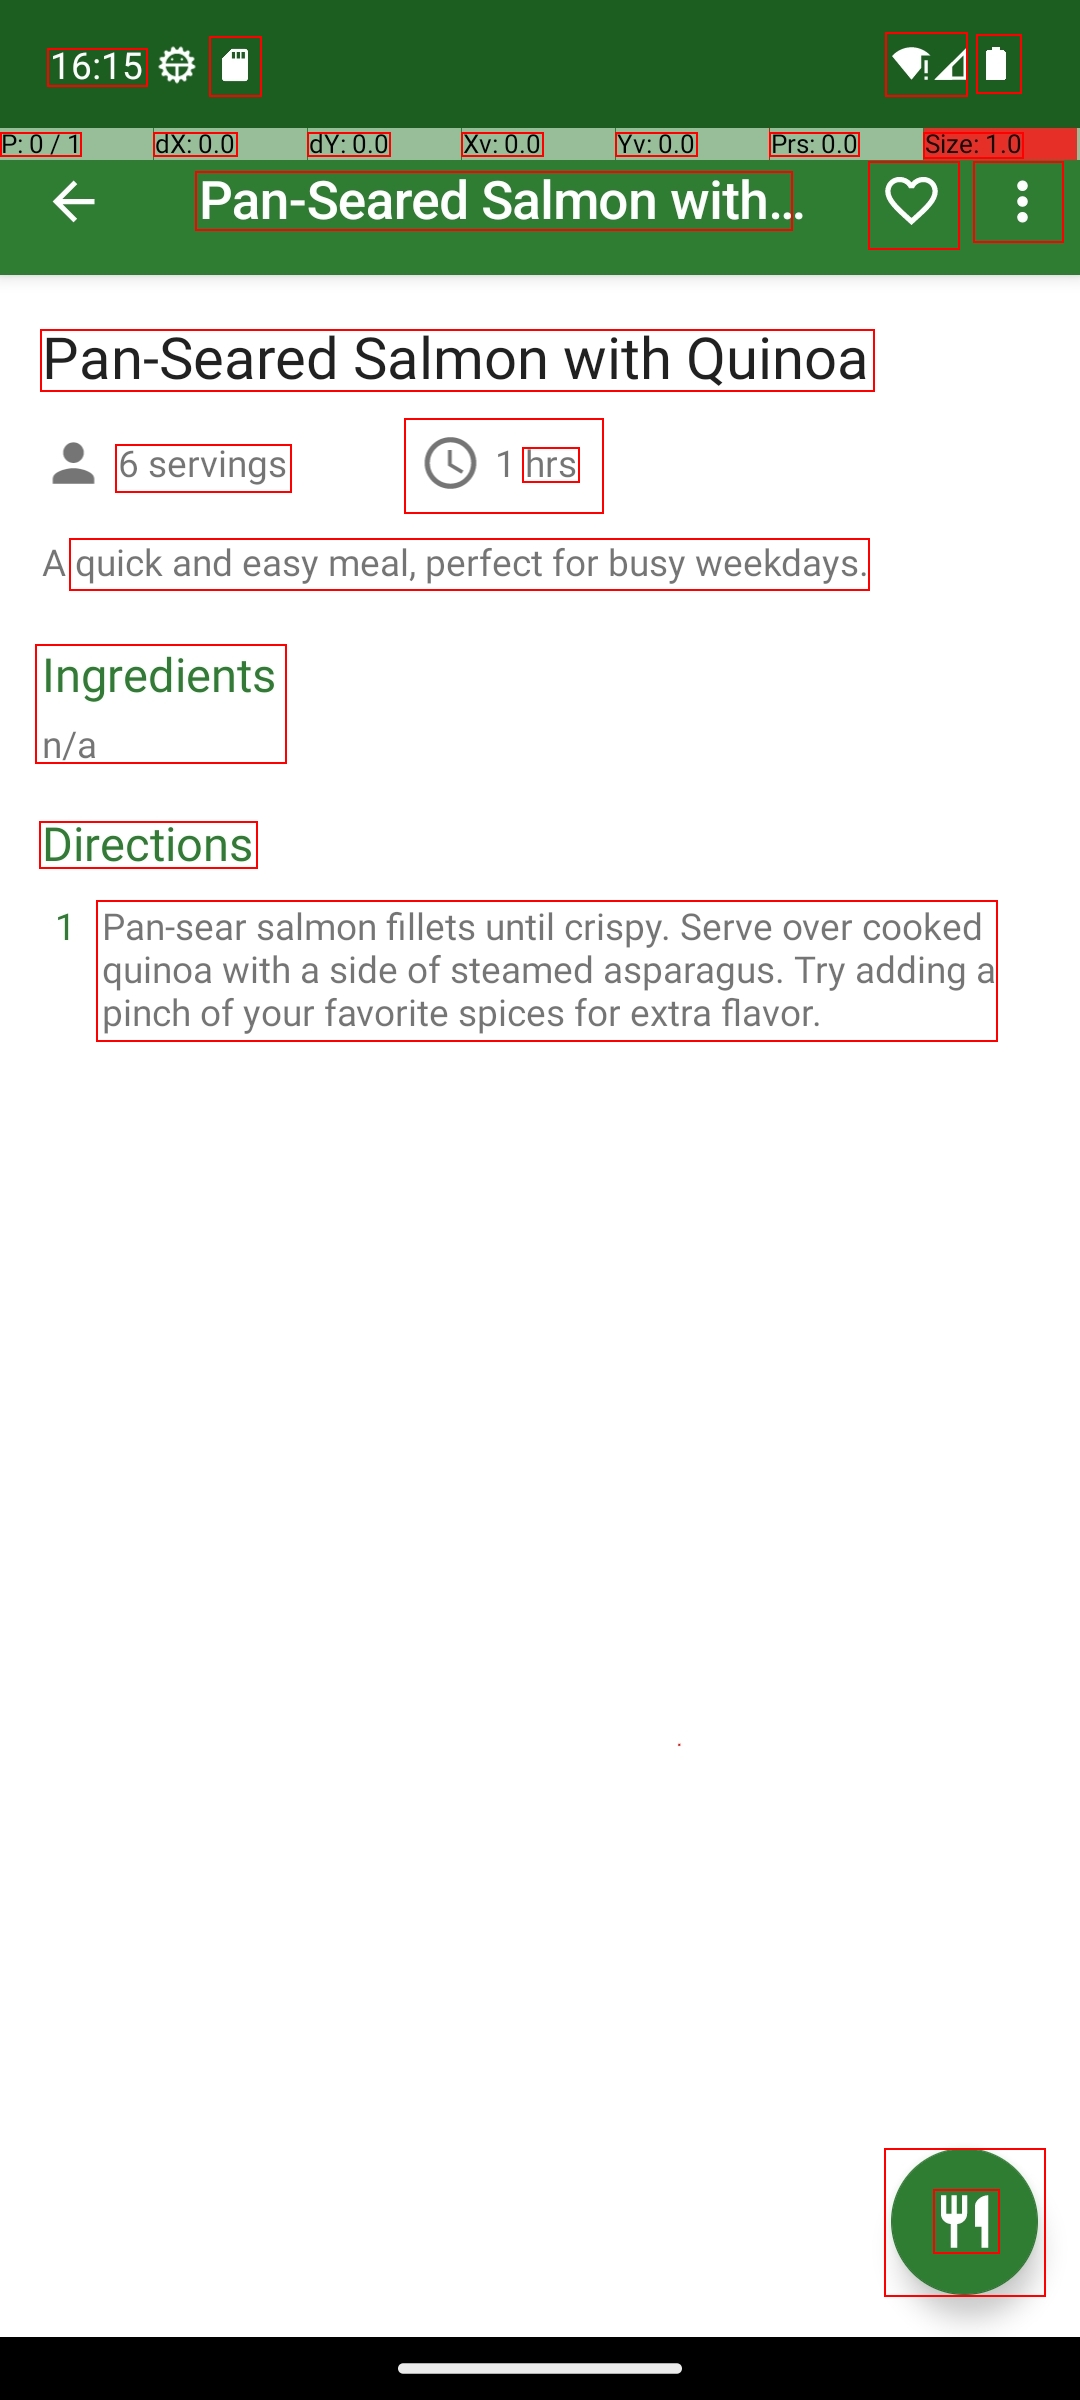 16:15
P: 0 / 1 dX: 0.0 dY: 0.0 Xv: 0.0 Yv: 0.0 Prs: 0.0 Size: 1.0
Pan-Seared Salmon with...
Pan-Seared Salmon with Quinoa
6 servings 1 hrs
A quick and easy meal, perfect for busy weekdays.
Ingredients
n/a
Directions
1 Pan-sear salmon fillets until crispy. Serve over cooked
quinoa with a side of steamed asparagus. Try adding a
pinch of your favorite spices for extra flavor.